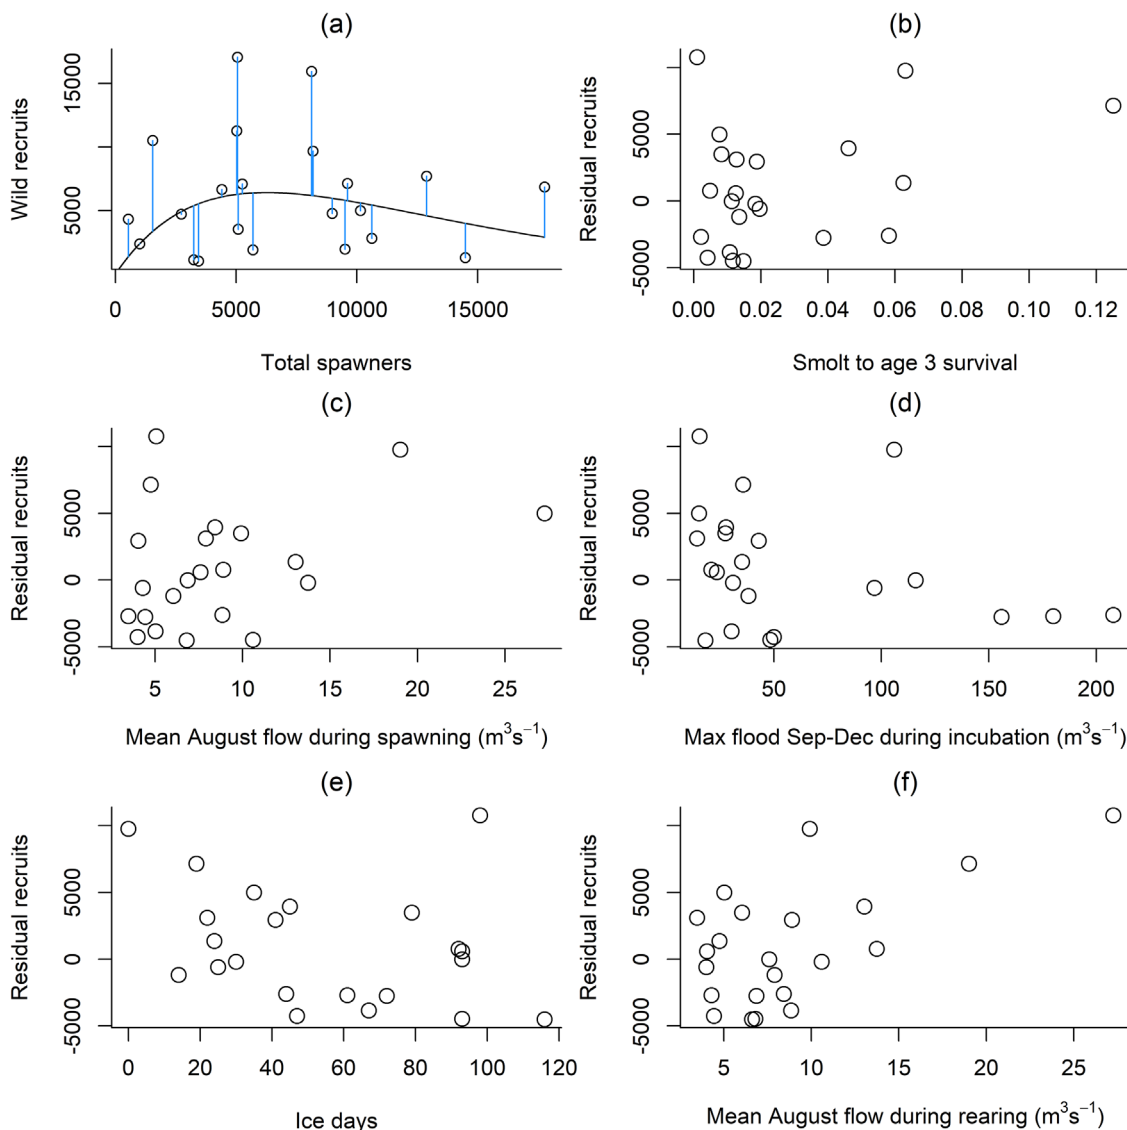 (a)
Wild recruits
5000
15000
0
5000
10000
15000
Total spawners
(b)
Residual recruits
-5000
0
5000
0.00
0.02
0.04
0.06
0.08
0.10
0.12
Smolt to age 3 survival
(c)
Residual recruits
-5000
0
5000
5
10
15
20
25
Mean August flow during spawning (m³s⁻¹)
(d)
Residual recruits
-5000
0
5000
50
100
150
200
Max flood Sep-Dec during incubation (m³s⁻¹)
(e)
Residual recruits
-5000
0
5000
0
20
40
60
80
100
120
Ice days
(f)
Residual recruits
-5000
0
5000
5
10
15
20
25
Mean August flow during rearing (m³s⁻¹)